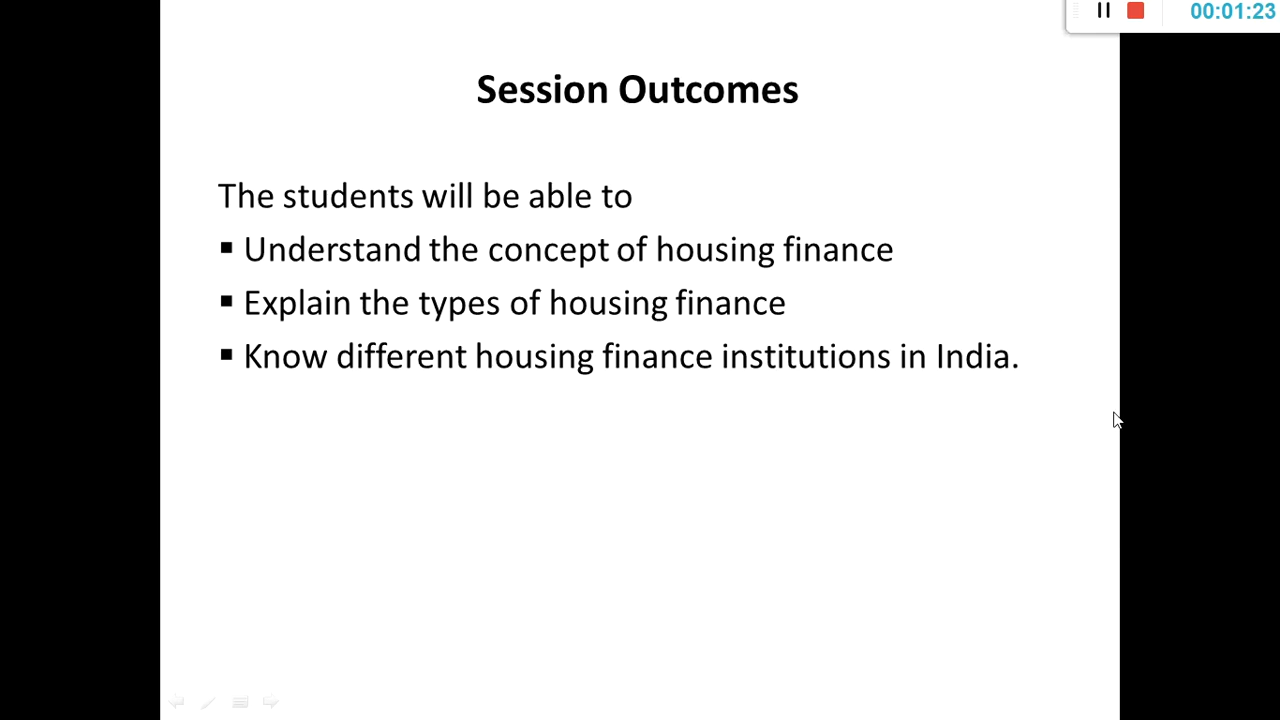 00:01:23
Session Outcomes
The students will be able to
▪ Understand the concept of housing finance
▪ Explain the types of housing finance
▪ Know different housing finance institutions in India.